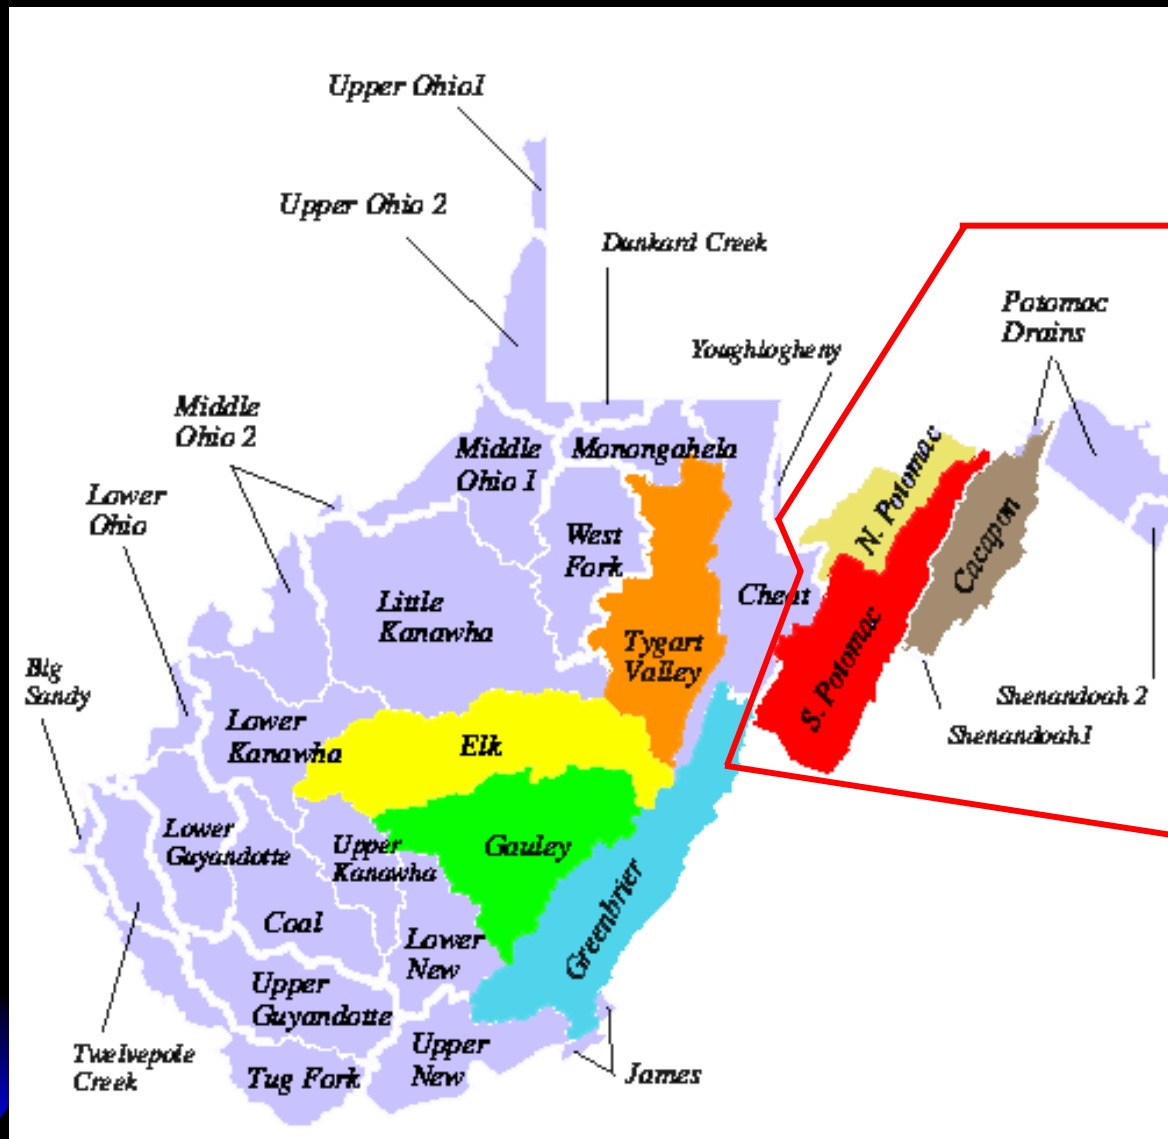 Upper Ohio1
Upper Ohio 2
Dunkard Creek
Potomac
Drains
Youghiogheny
Middle
Ohio 2
Middle
Ohio 1
Monongahela
N. Potomac
Lower
Ohio
West
Fork
Cacapon
Cheat
Little
Kanawha
Tygart
Valley
S. Potomac
Big
Sandy
Shenandoah 2
Shenandoah1
Lower
Kanawha
Elk
Lower
Guyandotte
Upper
Kanawha
Gauley
Greenbrier
Coal
Lower
New
Upper
Guyandotte
Twelvepole
Creek
Tug Fork
Upper
New
James